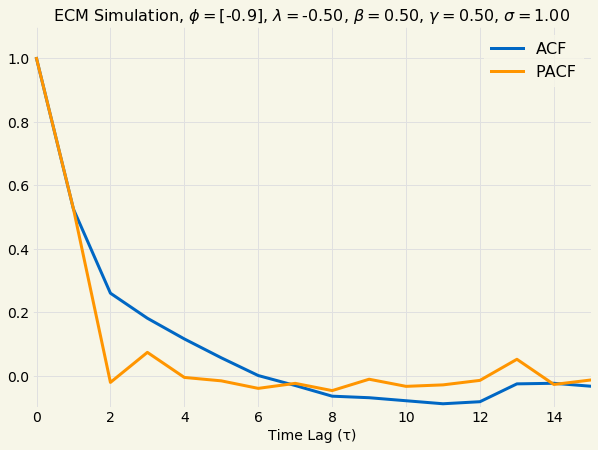 ECM Simulation, ϕ = [-0.9], λ = -0.50, β = 0.50, γ = 0.50, σ = 1.00
ACF
PACF
1.0
0.8
0.6
0.4
0.2
0.0
0 2 4 6 8 10 12 14
Time Lag (τ)